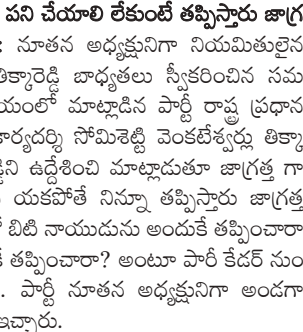 పని చేయాలి లేకుంటే తప్పిస్తారు జాగ్ర
: నూతన అధ్యక్షునిగా నియమితులైన
తిక్కారెడ్డి బాధ్యతలు స్వీకరించిన సమ
యంలో మాట్లాడిన పార్టీ రాష్ట్ర ప్రధాన
కార్యదర్శి సోమిశెట్టి వెంకటేశ్వర్లు తిక్కా
డ్డిని ఉద్దేశించి మాట్లాడుతూ జాగ్రత్త గా
యకపోతే నిన్నూ తప్పిస్తారు జాగ్రత్త
బిటి నాయుడును అందుకే తప్పించారా
కే తప్పించారా? అంటూ పారీ కేడర్ నుం
. పార్టీ నూతన అధ్యక్షునిగా అండగా
ఇచ్చారు.